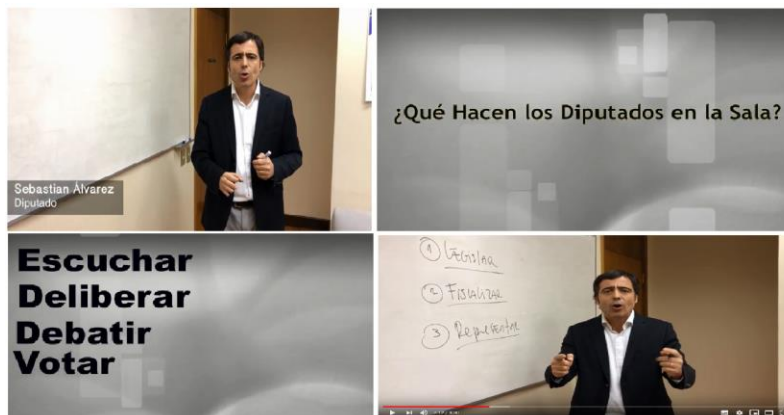 Sebastian Álvarez
Diputado
¿Qué Hacen los Diputados en la Sala?
Escuchar
Deliberar
Debatir
Votar
1 Legislar
2 Fiscalizar
3 Representar